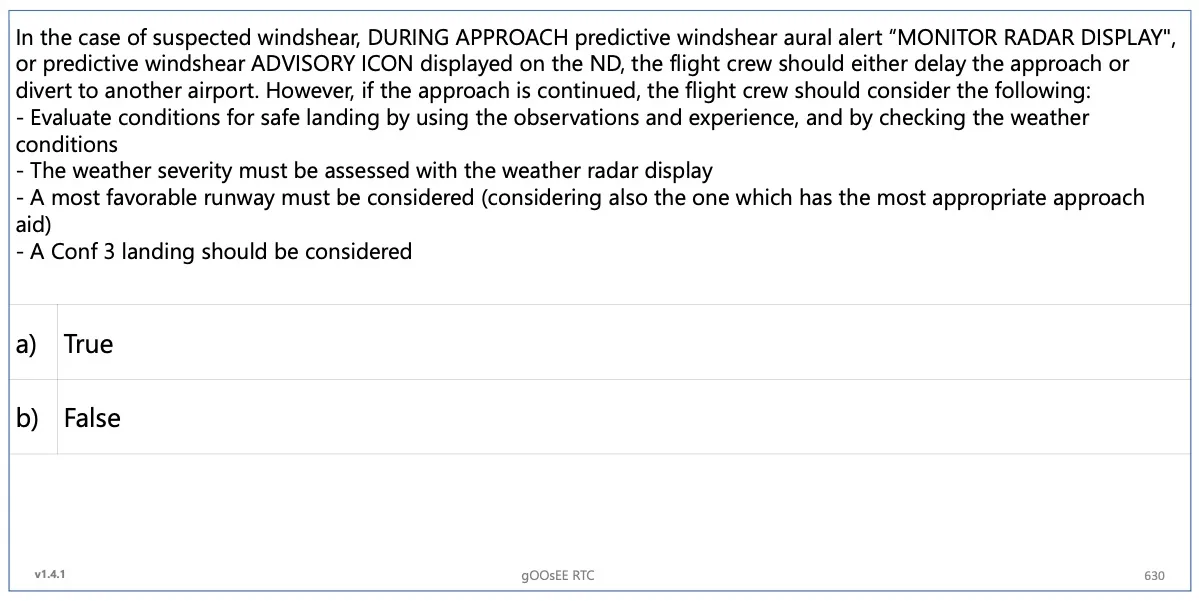 In the case of suspected windshear, DURING APPROACH predictive windshear aural alert “MONITOR RADAR DISPLAY",
or predictive windshear ADVISORY ICON displayed on the ND, the flight crew should either delay the approach or
divert to another airport. However, if the approach is continued, the flight crew should consider the following:
- Evaluate conditions for safe landing by using the observations and experience, and by checking the weather
conditions
- The weather severity must be assessed with the weather radar display
- A most favorable runway must be considered (considering also the one which has the most appropriate approach
aid)
- A Conf 3 landing should be considered
a) True
b) False
v1.4.1 gOOsEE RTC 630